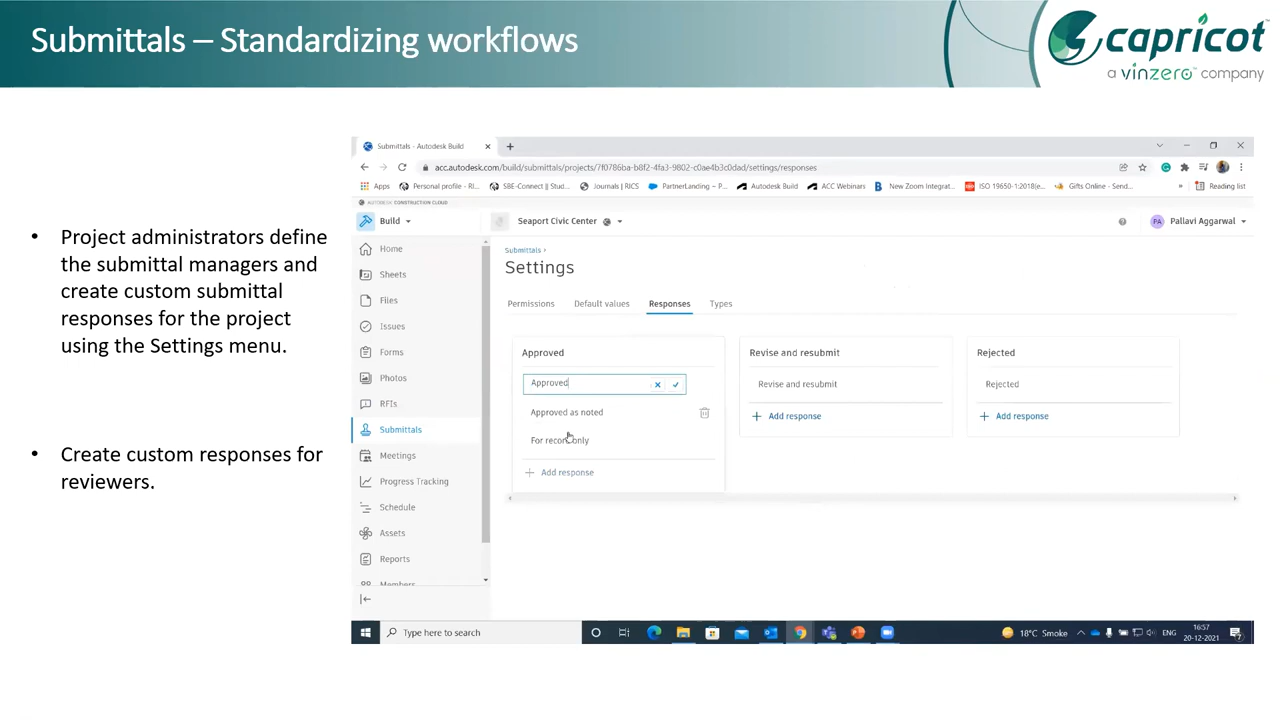 Submittals – Standardizing workflows
capricot
a vinzero™ company
• Project administrators define
the submittal managers and
create custom submittal
responses for the project
using the Settings menu.
• Create custom responses for
reviewers.
Submittals - Autodesk Build
acc.autodesk.com/build/submittals/projects/7f0786ba-b8f2-4fa3-9802-c0ae4b3c0dad/settings/responses
Apps Personal profile - RI... SBE-Connect || Stud... Journals | RICS PartnerLanding ~ P... Autodesk Build ACC Webinars New Zoom Integrat... ISO 19650-1:2018(e... Gifts Online - Send... » Reading list
AUTODESK CONSTRUCTION CLOUD
Build Seaport Civic Center PA Pallavi Aggarwal
Home
Sheets
Files
Issues
Forms
Photos
RFIs
Submittals
Meetings
Progress Tracking
Schedule
Assets
Reports
Members
Submittals ›
Settings
Permissions Default values Responses Types
Approved
Approved
Approved as noted
For record only
+ Add response
Revise and resubmit
Revise and resubmit
+ Add response
Rejected
Rejected
+ Add response
Type here to search
18°C Smoke
ENG
16:57
20-12-2021